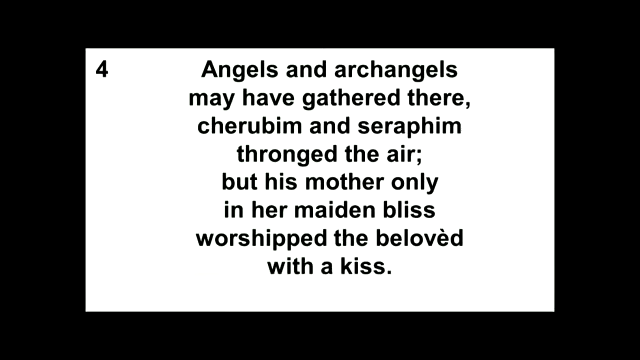 4 Angels and archangels
may have gathered there,
cherubim and seraphim
thronged the air;
but his mother only
in her maiden bliss
worshipped the belovèd
with a kiss.